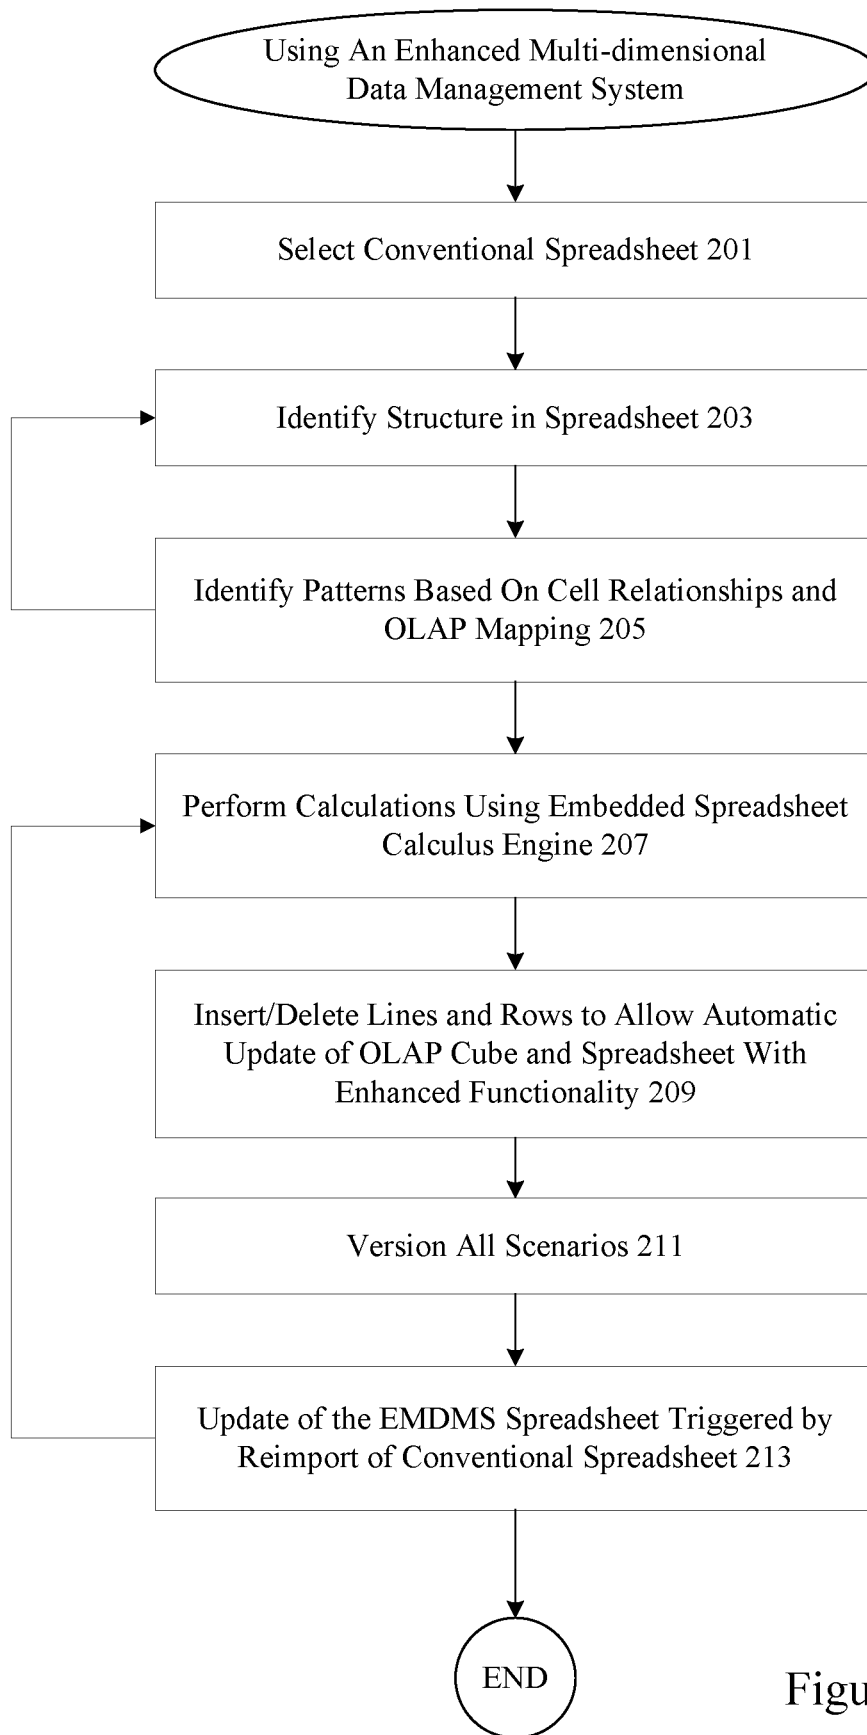 Using An Enhanced Multi-dimensional
Data Management System
Select Conventional Spreadsheet 201
Identify Structure in Spreadsheet 203
Identify Patterns Based On Cell Relationships and
OLAP Mapping 205
Perform Calculations Using Embedded Spreadsheet
Calculus Engine 207
Insert/Delete Lines and Rows to Allow Automatic
Update of OLAP Cube and Spreadsheet With
Enhanced Functionality 209
Version All Scenarios 211
Update of the EMDMS Spreadsheet Triggered by
Reimport of Conventional Spreadsheet 213
END
Figu